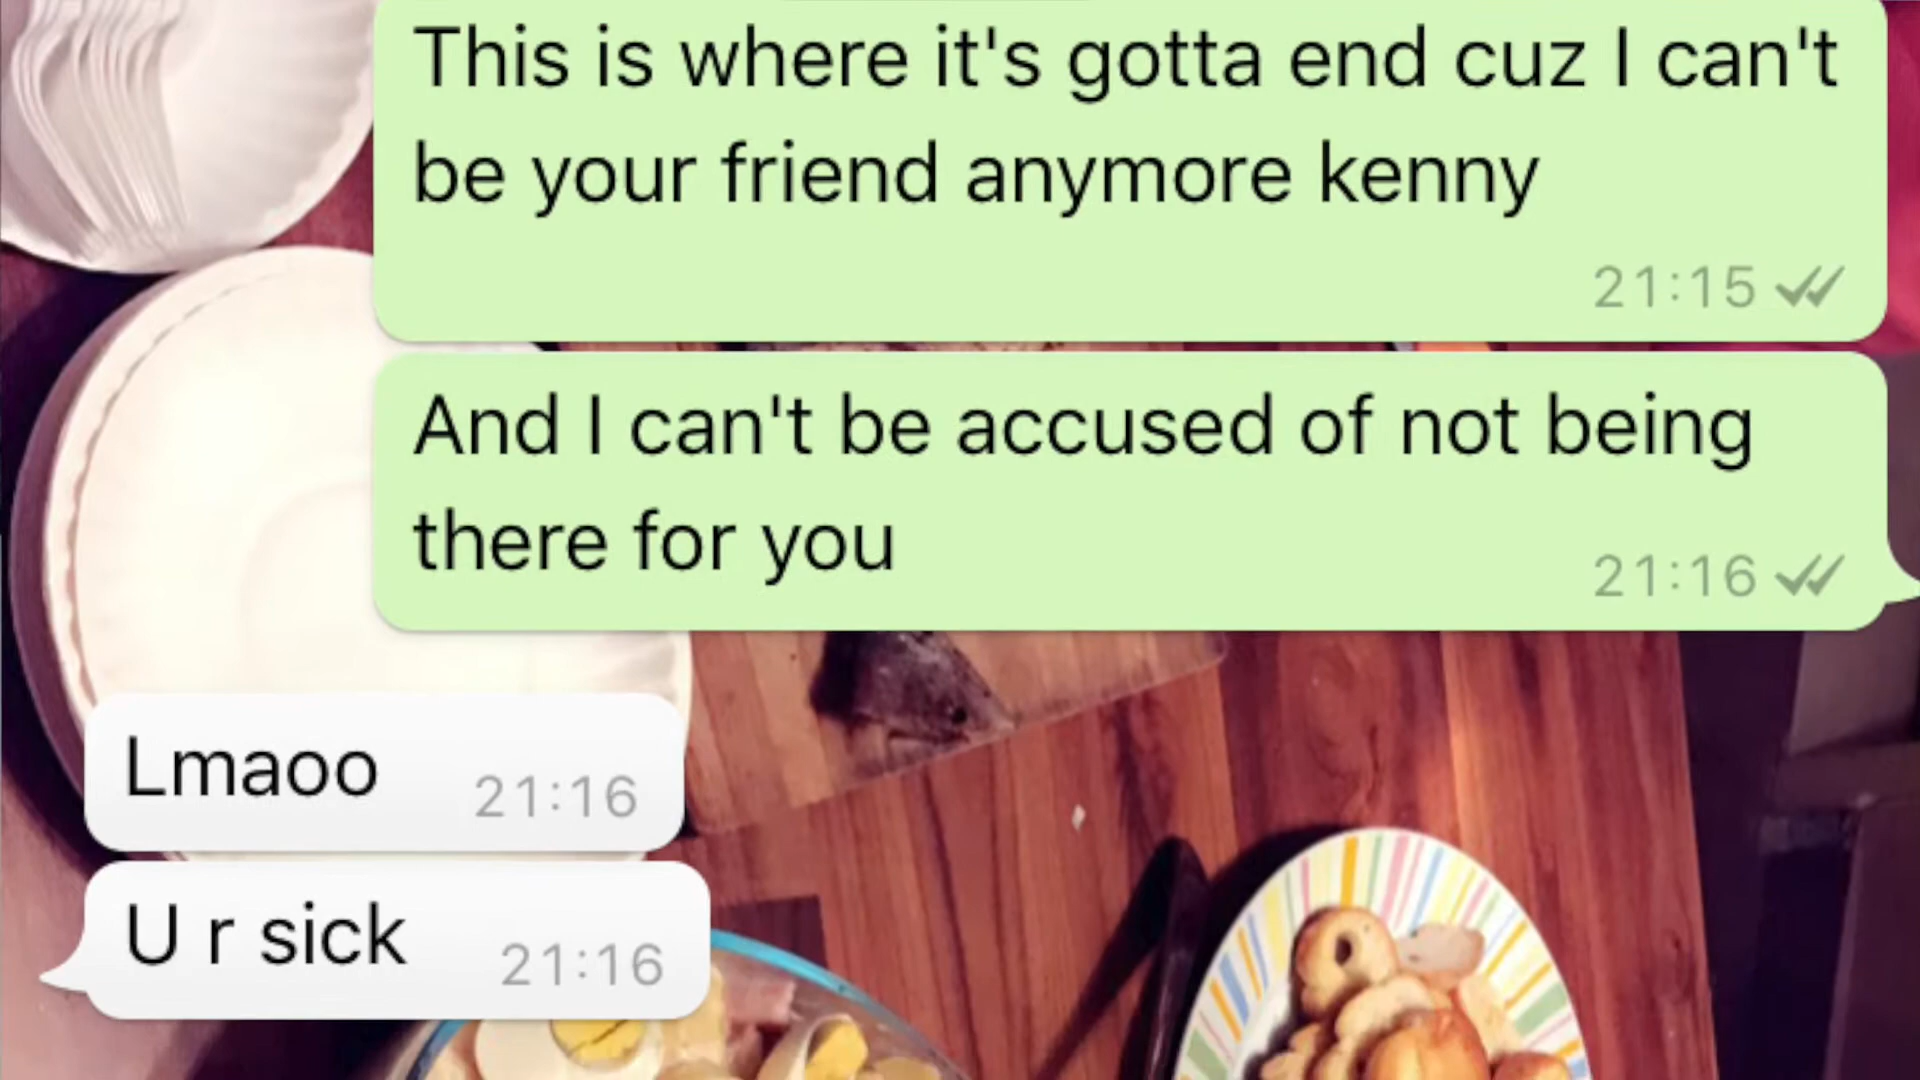 This is where it's gotta end cuz I can't
be your friend anymore kenny
21:15
And I can't be accused of not being
there for you
21:16
Lmaoo 21:16
U r sick 21:16